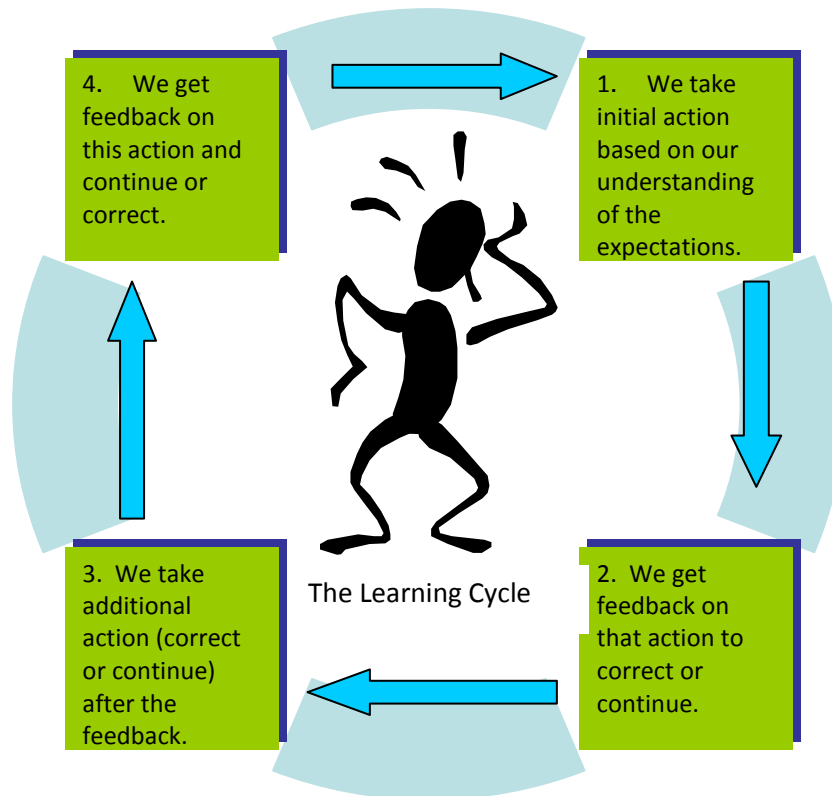 1. We take
initial action
based on our
understanding
of the
expectations.
2. We get
feedback on
that action to
correct or
continue.
3. We take
additional
action (correct
or continue)
after the
feedback.
4. We get
feedback on
this action and
continue or
correct.
The Learning Cycle